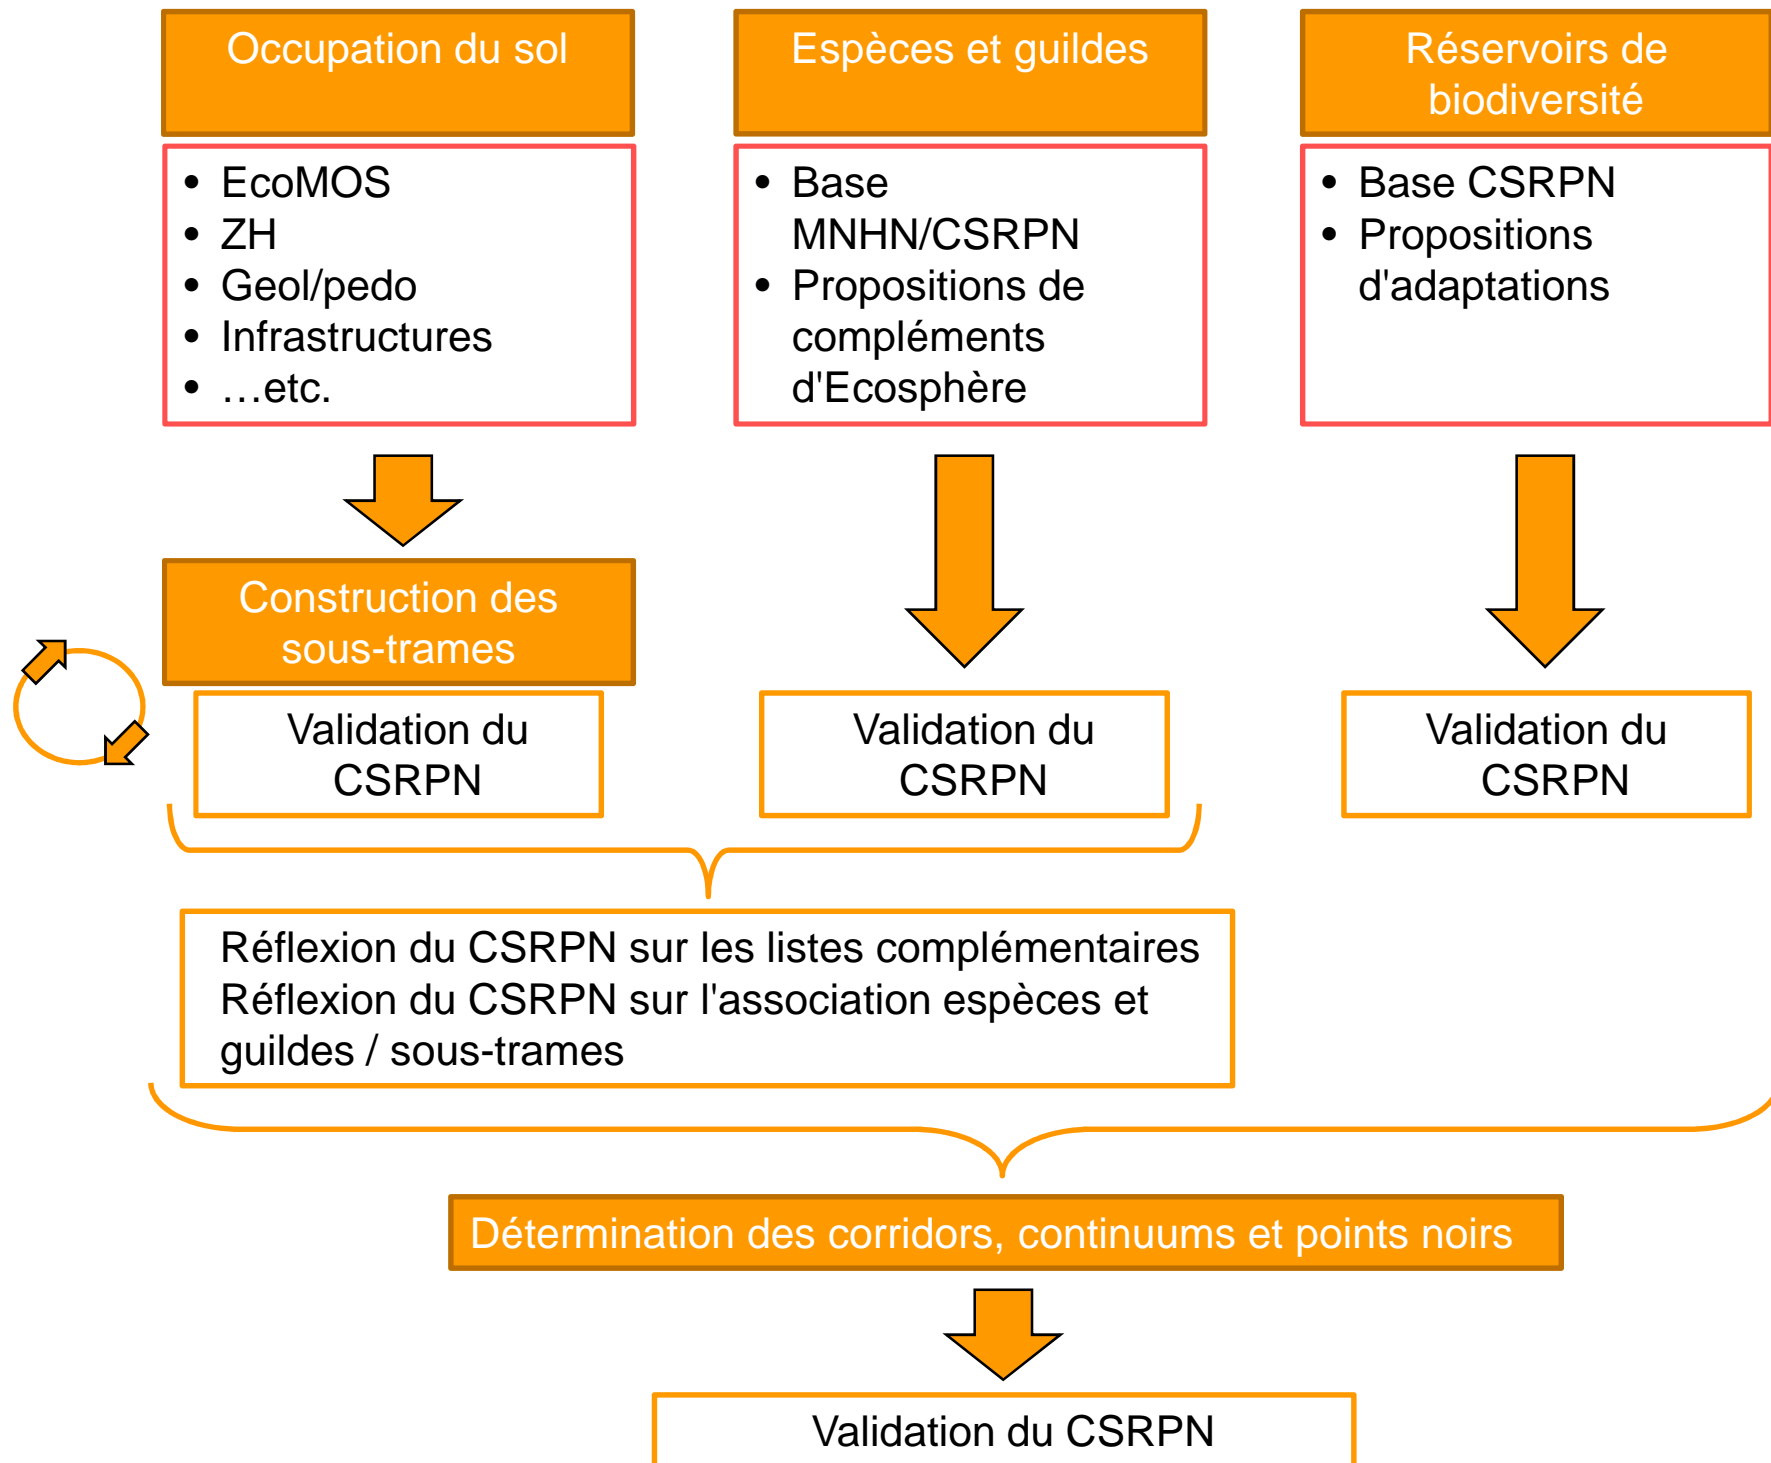 Occupation du sol
• EcoMOS
• ZH
• Geol/pedo
• Infrastructures
• …etc.
Espèces et guildes
• Base
MNHN/CSRPN
• Propositions de
compléments
d'Ecosphère
Réservoirs de
biodiversité
• Base CSRPN
• Propositions
d'adaptations
Construction des
sous-trames
Validation du
CSRPN
Validation du
CSRPN
Validation du
CSRPN
Réflexion du CSRPN sur les listes complémentaires
Réflexion du CSRPN sur l'association espèces et
guildes / sous-trames
Détermination des corridors, continuums et points noirs
Validation du CSRPN